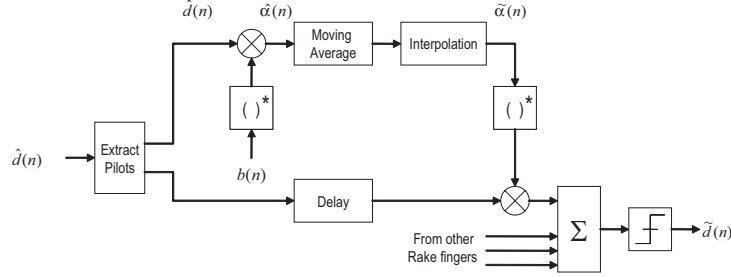 d̂(n)
α̂(n)
α̃(n)
Moving
Average
Interpolation
( )*
( )*
d̂(n)
Extract
Pilots
b(n)
Delay
From other
Rake fingers
Σ
d̃(n)